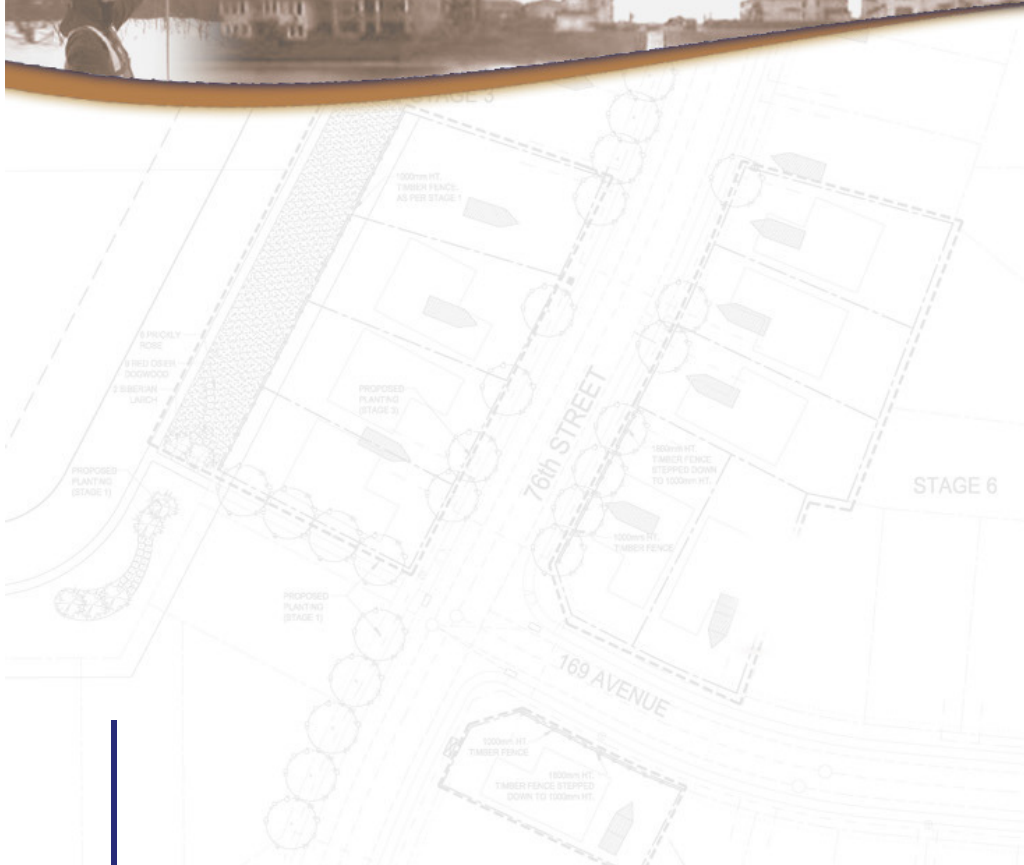 STAGE 3
1000mm HT.
TIMBER FENCE
AS PER STAGE 1
6 PRICKLY
ROSE
9 RED OSIER
DOGWOOD
3 SIBERIAN
LARCH
PROPOSED
PLANTING
(STAGE 3)
76th STREET
1800mm HT.
TIMBER FENCE
STEPPED DOWN
TO 1000mm HT.
STAGE 6
PROPOSED
PLANTING
(STAGE 1)
1000mm HT.
TIMBER FENCE
PROPOSED
PLANTING
(STAGE 1)
169 AVENUE
1000mm HT.
TIMBER FENCE
1800mm HT.
TIMBER FENCE STEPPED
DOWN TO 1000mm HT.